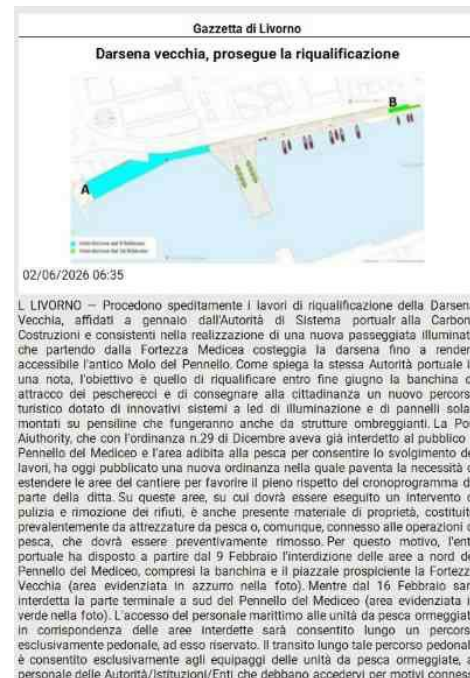 Gazzetta di Livorno
Darsena vecchia, prosegue la riqualificazione
B
A
02/06/2026 06:35
L LIVORNO – Procedono speditamente i lavori di riqualificazione della Darsen
Vecchia, affidati a gennaio dall'Autorità di Sistema portualr alla Carbon
Costruzioni e consistenti nella realizzazione di una nuova passeggiata illuminat
che partendo dalla Fortezza Medicea costeggia la darsena fino a render
accessibile l'antico Molo del Pennello. Come spiega la stessa Autorità portuale i
una nota, l'obiettivo è quello di riqualificare entro fine giugno la banchina d
attracco dei pescherecci e di consegnare alla cittadinanza un nuovo percors
turistico dotato di innovativi sistemi a led di illuminazione e di pannelli sola
montati su pensiline che fungeranno anche da strutture ombreggianti. La Por
Aiuthority, che con l'ordinanza n.29 di Dicembre aveva già interdetto al pubblico i
Pennello del Mediceo e l'area adibita alla pesca per consentire lo svolgimento de
lavori, ha oggi pubblicato una nuova ordinanza nella quale paventa la necessità d
estendere le aree del cantiere per favorire il pieno rispetto del cronoprogramma d
parte della ditta. Su queste aree, su cui dovrà essere eseguito un intervento d
pulizia e rimozione dei rifiuti, è anche presente materiale di proprietà, costituit
prevalentemente da attrezzature da pesca o, comunque, connesso alle operazioni d
pesca, che dovrà essere preventivamente rimosso. Per questo motivo, l'ent
portuale ha disposto a partire dal 9 Febbraio l'interdizione delle aree a nord de
Pennello del Mediceo, compresi la banchina e il piazzale prospiciente la Fortezz
Vecchia (area evidenziata in azzurro nella foto). Mentre dal 16 Febbraio sar
interdetta la parte terminale a sud del Pennello del Mediceo (area evidenziata i
verde nella foto). L'accesso del personale marittimo alle unità da pesca ormeggiat
in corrispondenza delle aree interdette sarà consentito lungo un percors
esclusivamente pedonale, ad esso riservato. Il transito lungo tale percorso pedonal
è consentito esclusivamente agli equipaggi delle unità da pesca ormeggiate, a
personale delle Autorità/Istituzioni/Enti che debbano accedervi per motivi connes